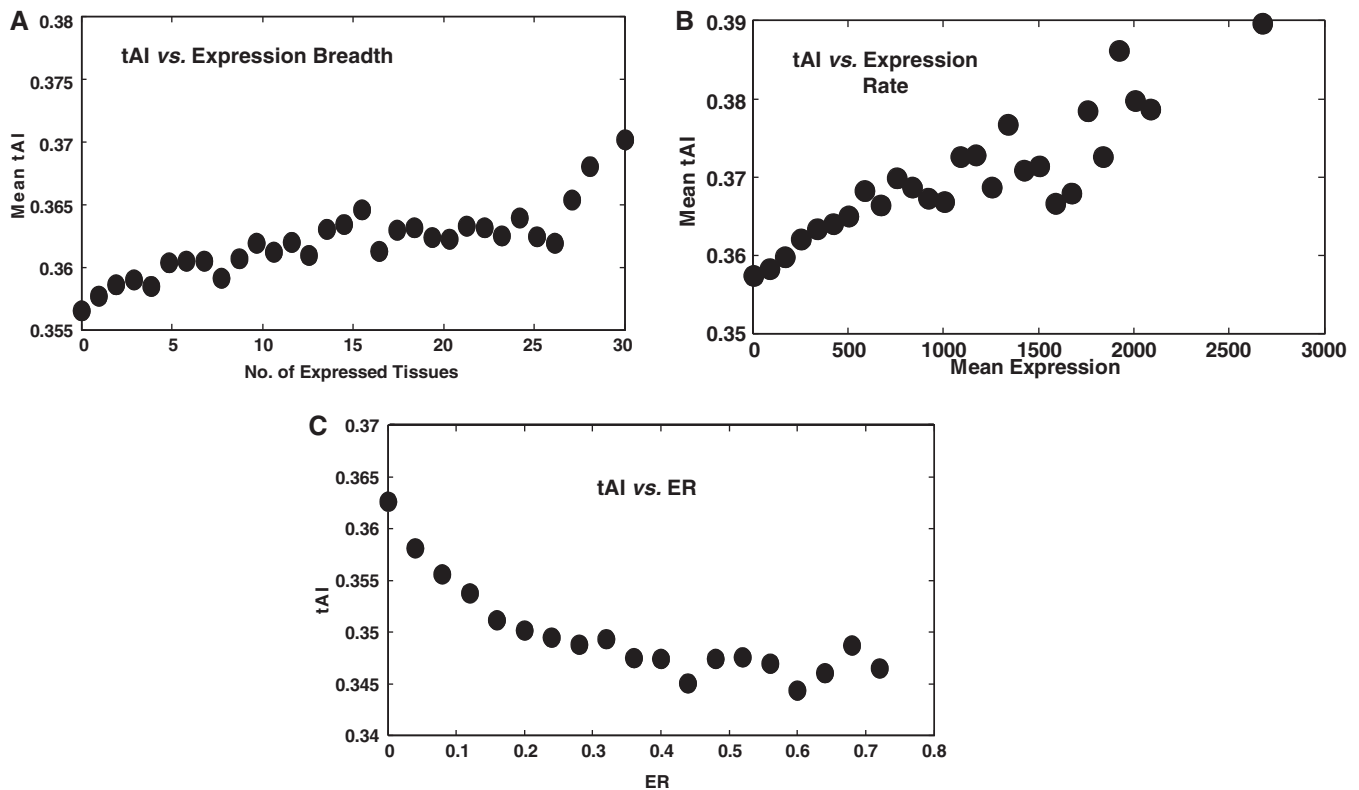 A
tAI vs. Expression Breadth
Mean tAI
0.38
0.375
0.37
0.365
0.36
0.355
0 5 10 15 20 25 30
No. of Expressed Tissues
B
tAI vs. Expression
Rate
Mean tAI
0.39
0.38
0.37
0.36
0.35
0 500 1000 1500 2000 2500 3000
Mean Expression
C
tAI vs. ER
tAI
0.37
0.365
0.36
0.355
0.35
0.345
0.34
0 0.1 0.2 0.3 0.4 0.5 0.6 0.7 0.8
ER